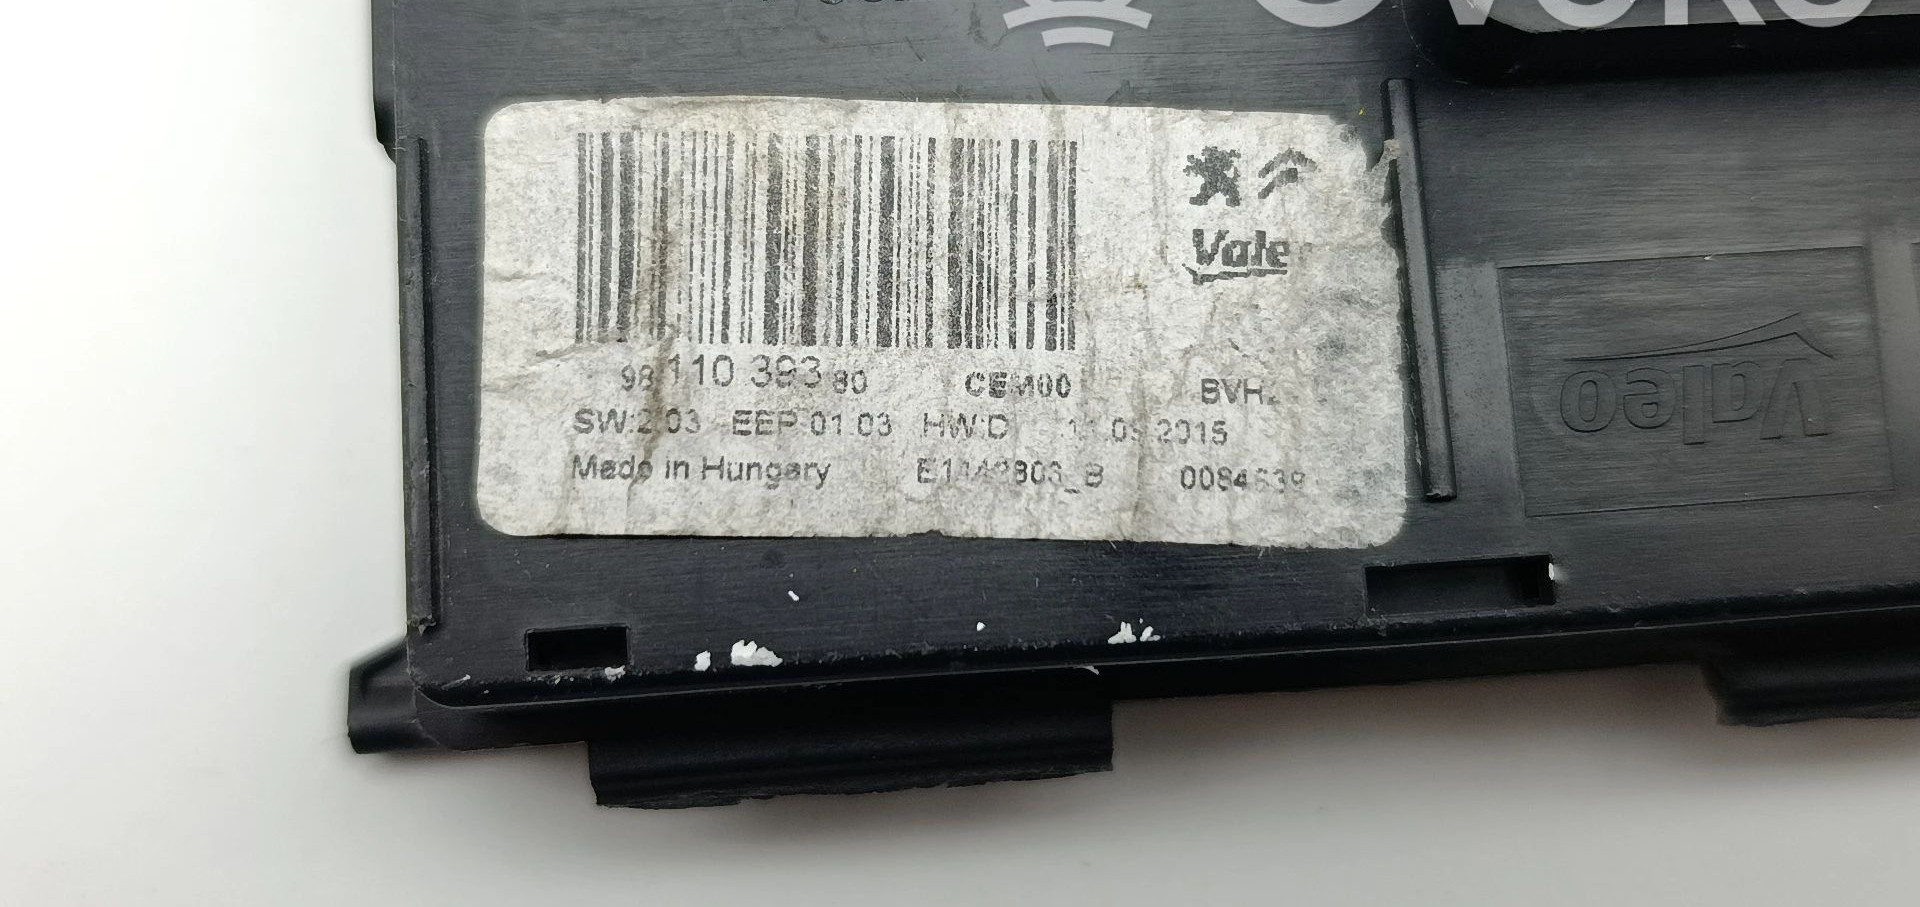 OVOKO
Valeo
98 110 393 80 CEM00 BVH2
SW:2.03 EEP:01.03 HW:D 2015
Made in Hungary
valeo